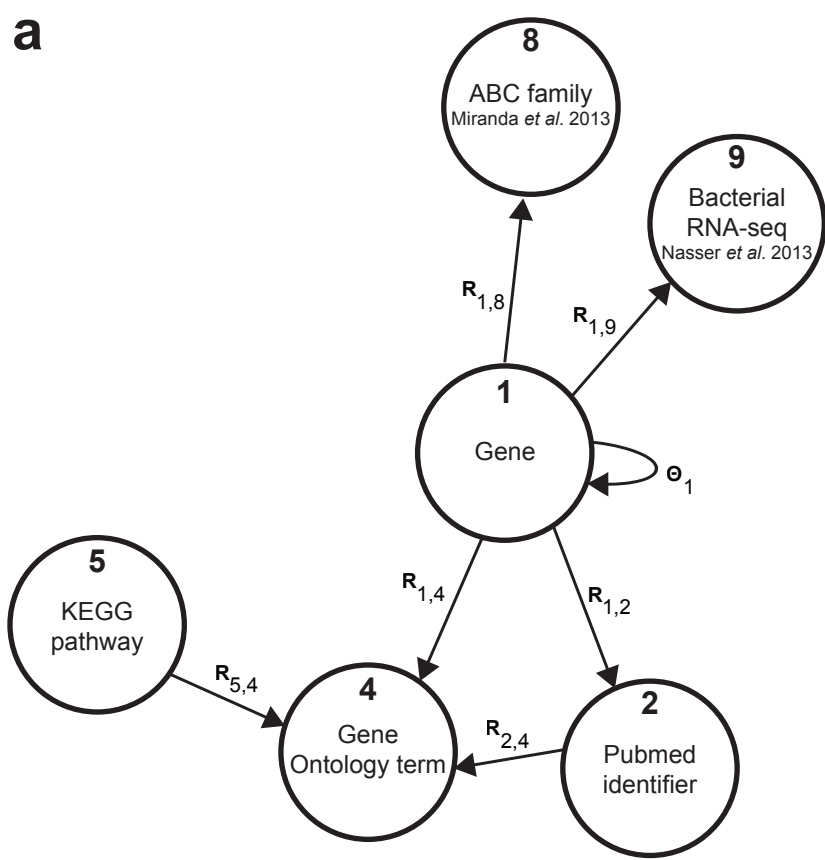 a
8
ABC family
Miranda et al. 2013
9
Bacterial
RNA-seq
Nasser et al. 2013
R1,8
R1,9
1
Gene
Θ1
5
KEGG
pathway
R1,4
R1,2
R5,4
4
Gene
Ontology term
R2,4
2
Pubmed
identifier